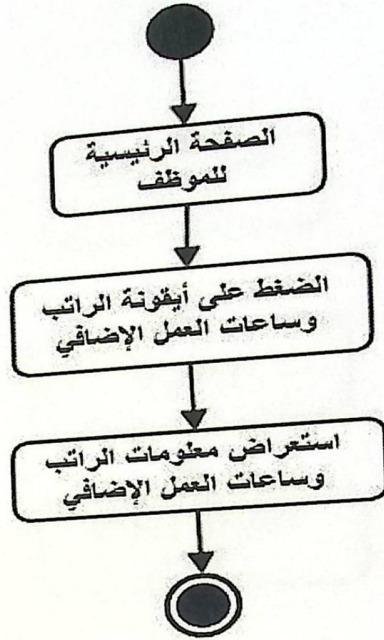 الصفحة الرئيسية
للموظف
الضغط على أيقونة الراتب
وساعات العمل الإضافي
استعراض معلومات الراتب
وساعات العمل الإضافي